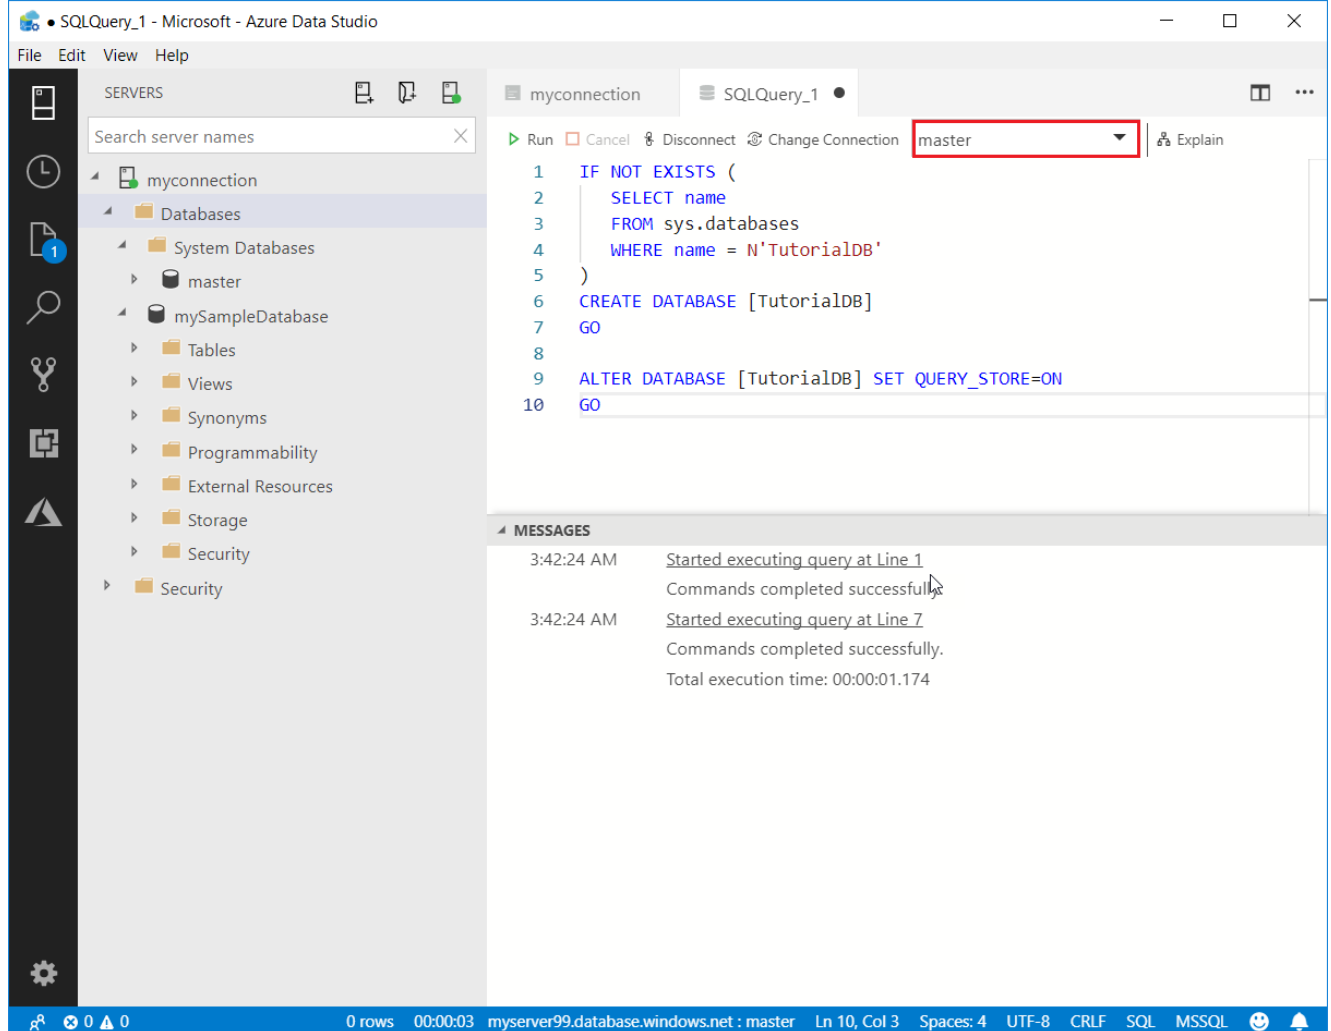 ● SQLQuery_1 - Microsoft - Azure Data Studio
File Edit View Help
SERVERS
Search server names
myconnection
Databases
System Databases
master
mySampleDatabase
Tables
Views
Synonyms
Programmability
External Resources
Storage
Security
Security
1
myconnection SQLQuery_1 ●
Run Cancel Disconnect Change Connection master Explain
1 IF NOT EXISTS (
2 SELECT name
3 FROM sys.databases
4 WHERE name = N'TutorialDB'
5 )
6 CREATE DATABASE [TutorialDB]
7 GO
8
9 ALTER DATABASE [TutorialDB] SET QUERY_STORE=ON
10 GO
MESSAGES
3:42:24 AM Started executing query at Line 1
Commands completed successfully.
3:42:24 AM Started executing query at Line 7
Commands completed successfully.
Total execution time: 00:00:01.174
0 0 0 rows 00:00:03 myserver99.database.windows.net : master Ln 10, Col 3 Spaces: 4 UTF-8 CRLF SQL MSSQL